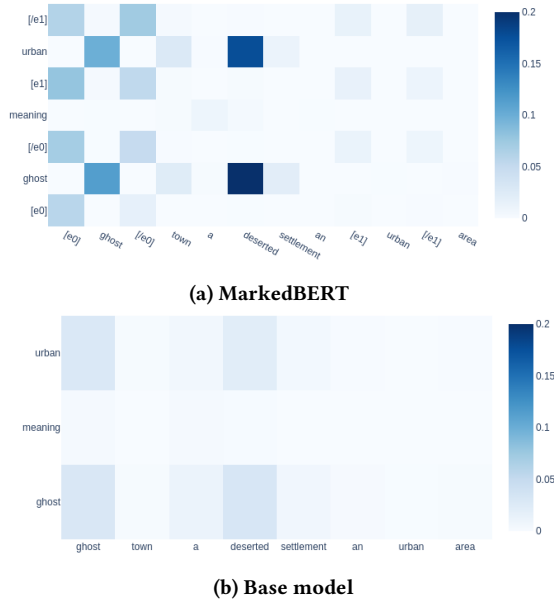 [/e1]
urban
[e1]
meaning
[/e0]
ghost
[e0]
[e0]
ghost
[/e0]
town
a
deserted
settlement
an
[e1]
urban
[/e1]
area
0.2
0.15
0.1
0.05
0
(a) MarkedBERT
urban
meaning
ghost
ghost town a deserted settlement an urban area
0.2
0.15
0.1
0.05
0
(b) Base model